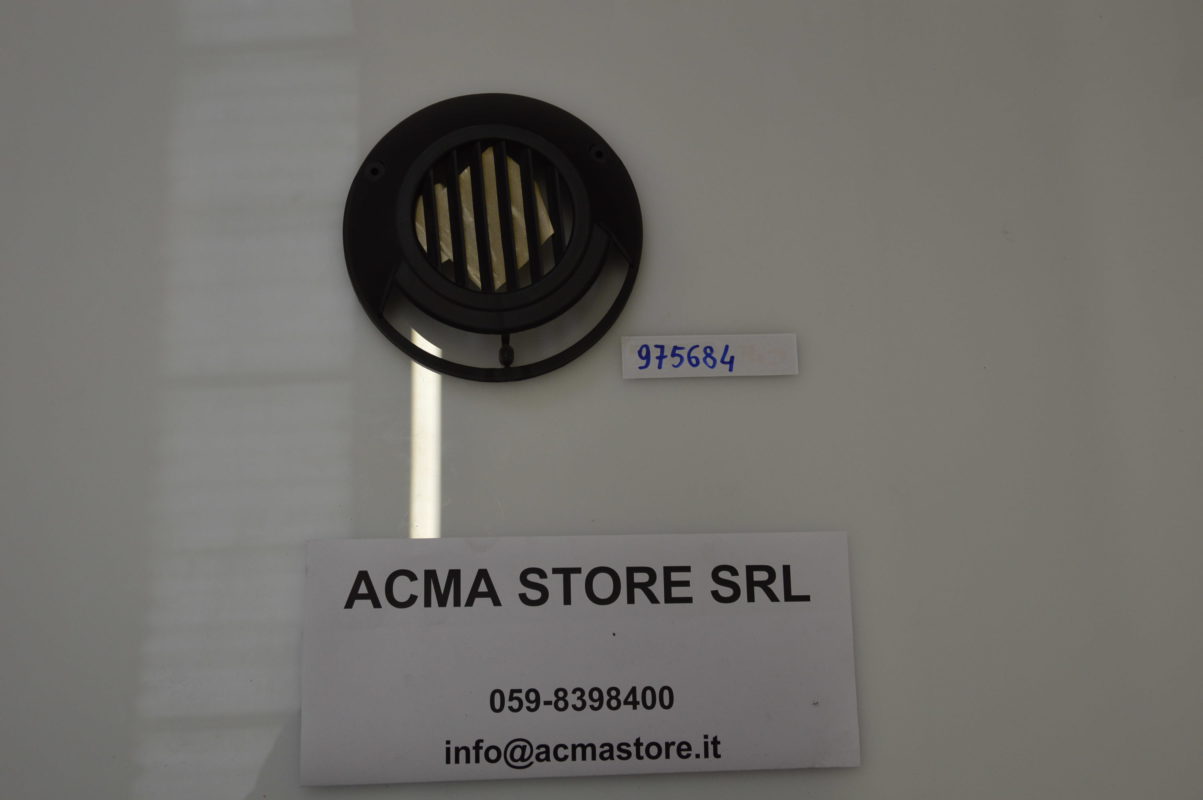 975684
ACMA STORE SRL
059-8398400
info@acmastore.it